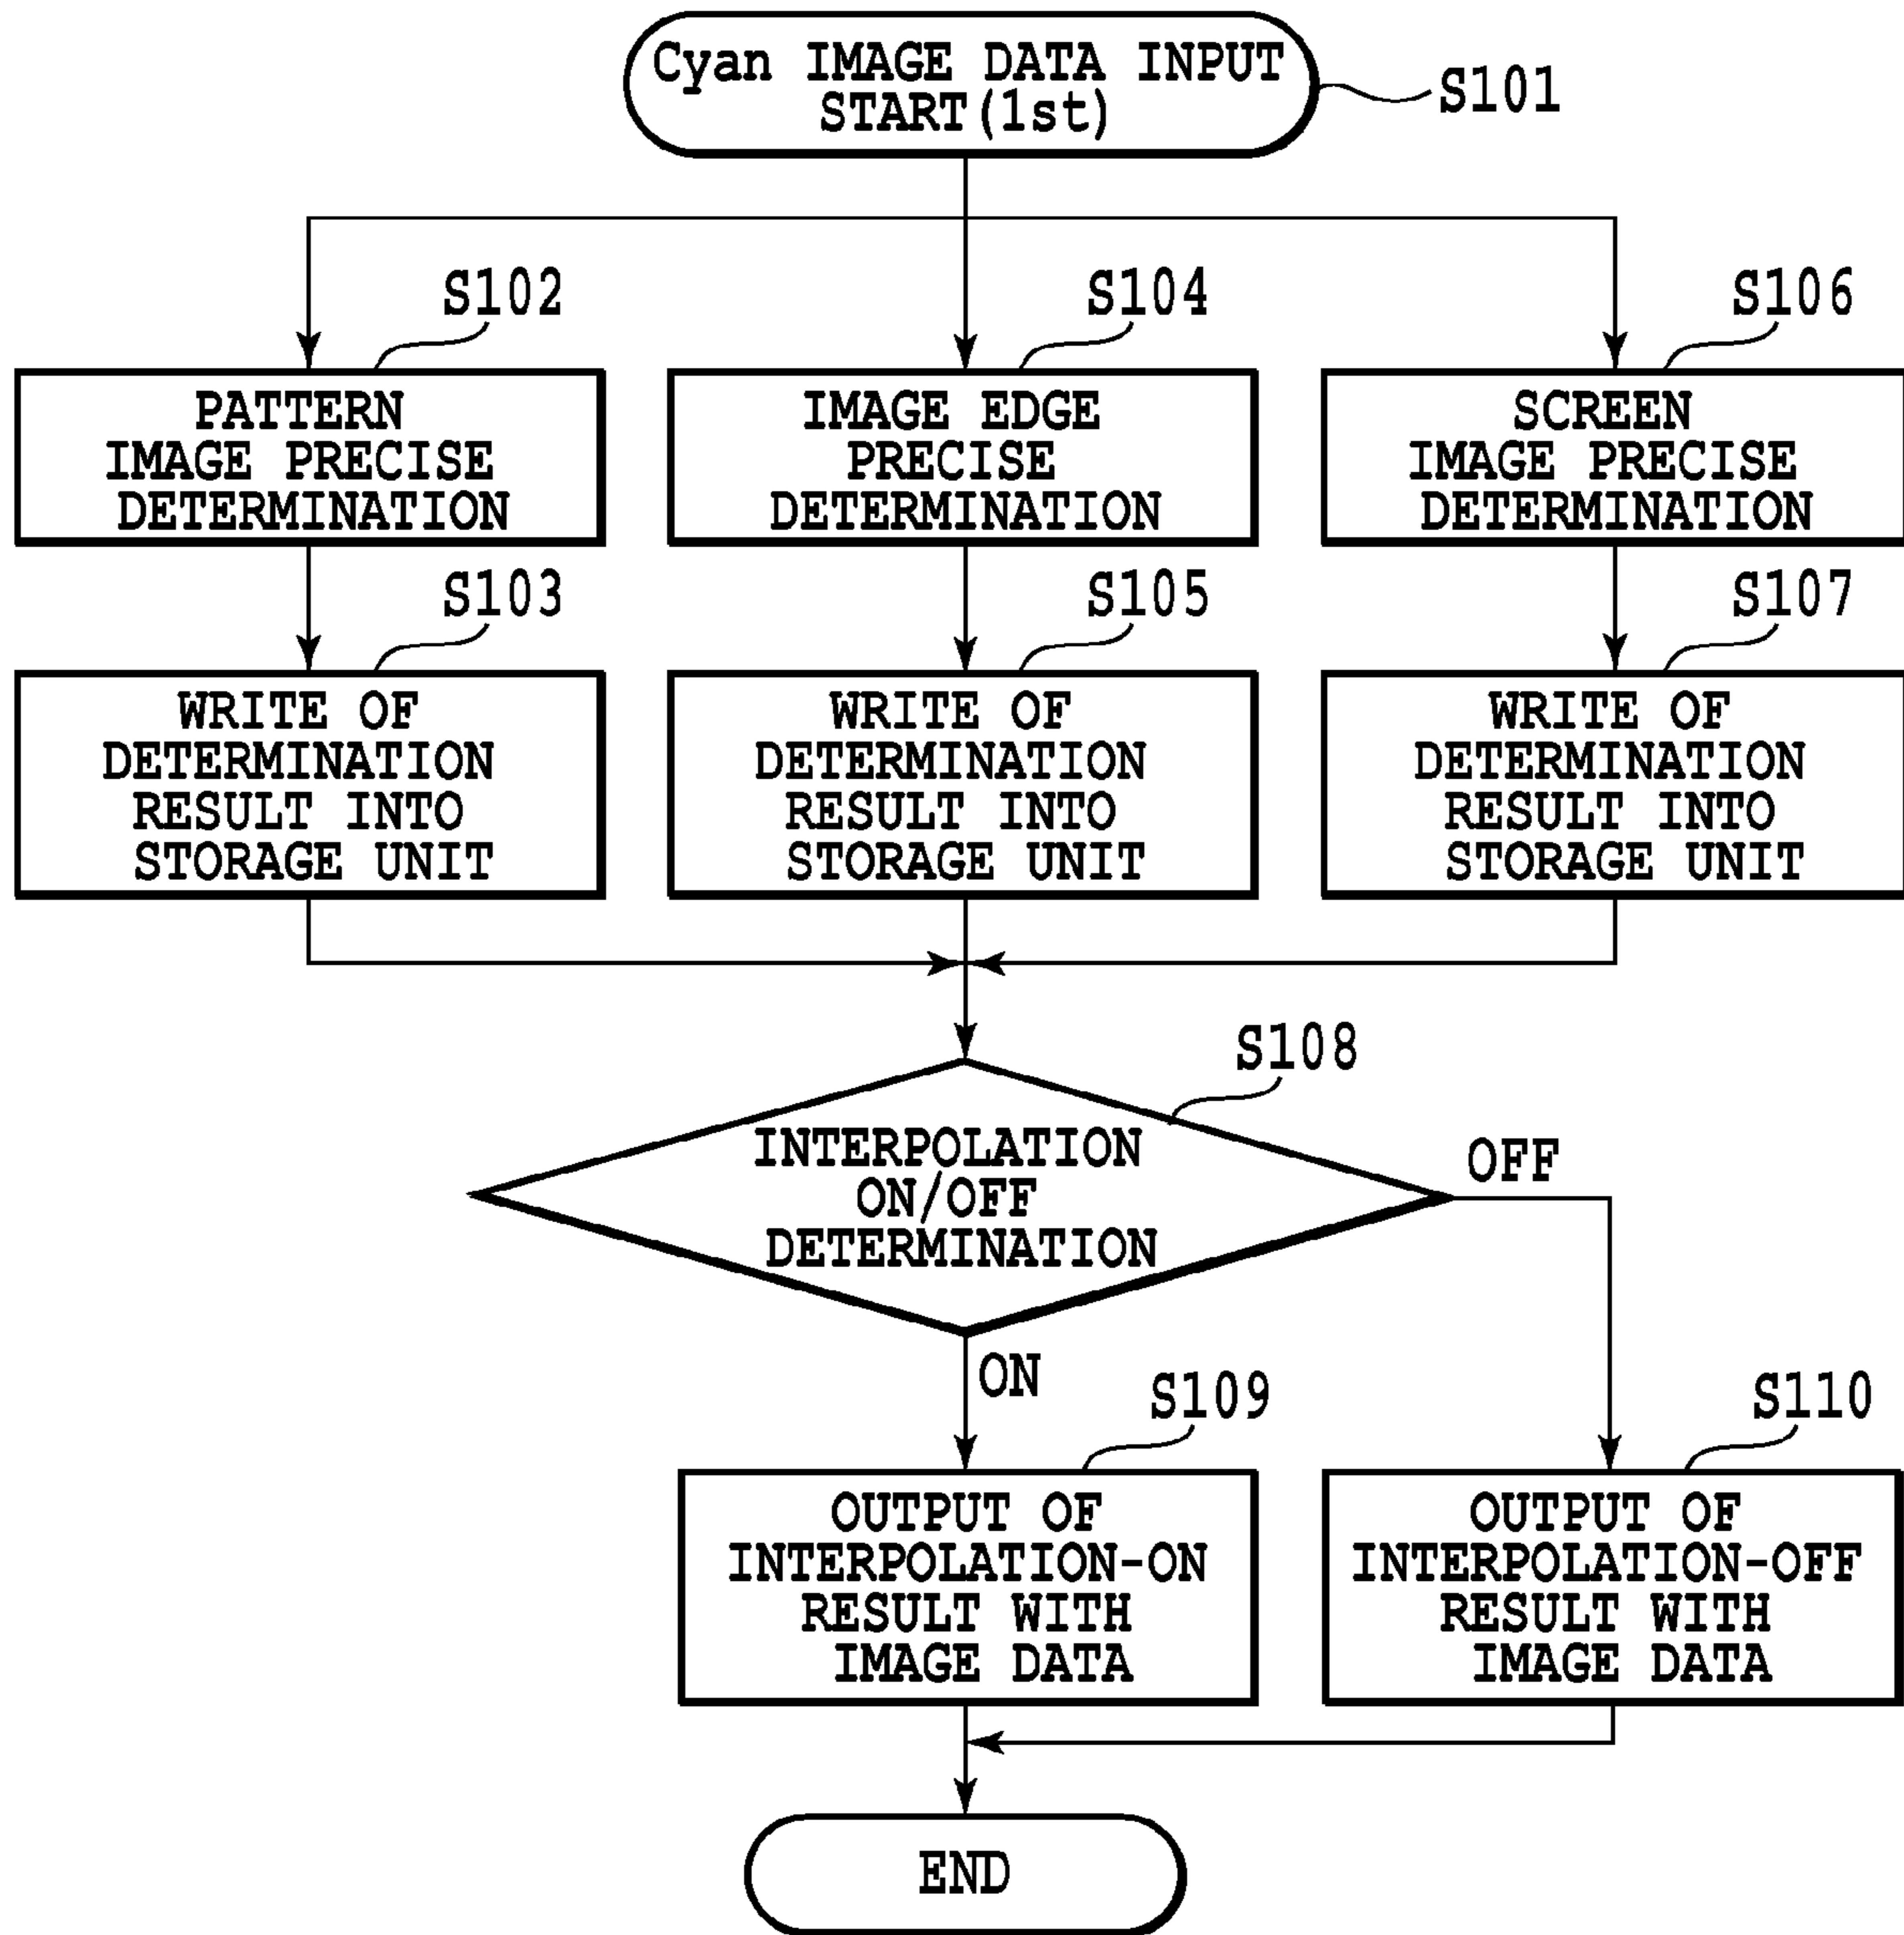 Cyan IMAGE DATA INPUT
START(1st)
S101
S102
PATTERN
IMAGE PRECISE
DETERMINATION
S104
IMAGE EDGE
PRECISE
DETERMINATION
S106
SCREEN
IMAGE PRECISE
DETERMINATION
S103
WRITE OF
DETERMINATION
RESULT INTO
STORAGE UNIT
S105
WRITE OF
DETERMINATION
RESULT INTO
STORAGE UNIT
S107
WRITE OF
DETERMINATION
RESULT INTO
STORAGE UNIT
S108
INTERPOLATION
ON/OFF
DETERMINATION
OFF
ON
S109
OUTPUT OF
INTERPOLATION-ON
RESULT WITH
IMAGE DATA
S110
OUTPUT OF
INTERPOLATION-OFF
RESULT WITH
IMAGE DATA
END